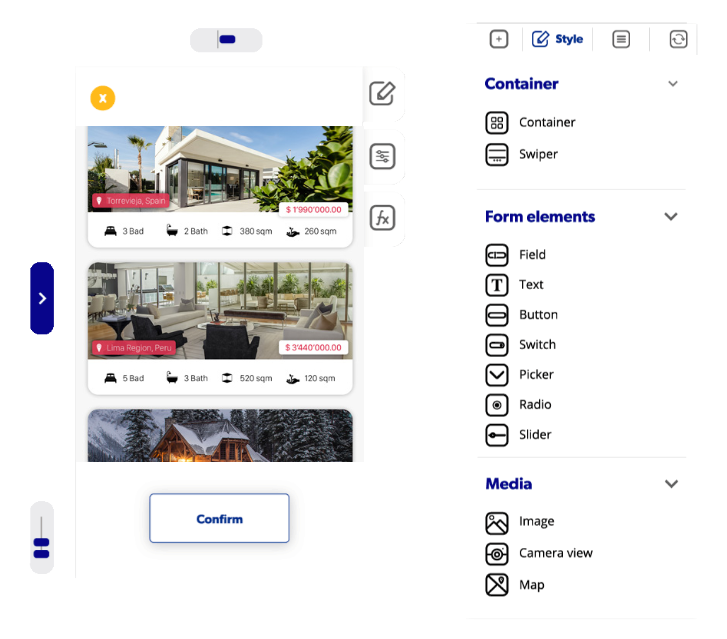 Style
x
Torrevieja, Spain
$ 1'990'000.00
3 Bad 2 Bath 380 sqm 260 sqm
Lima Region, Peru
$ 3'440'000.00
5 Bad 3 Bath 520 sqm 120 sqm
Confirm
fx
Container
Container
Swiper
Form elements
Field
T Text
Button
Switch
Picker
Radio
Slider
Media
Image
Camera view
Map